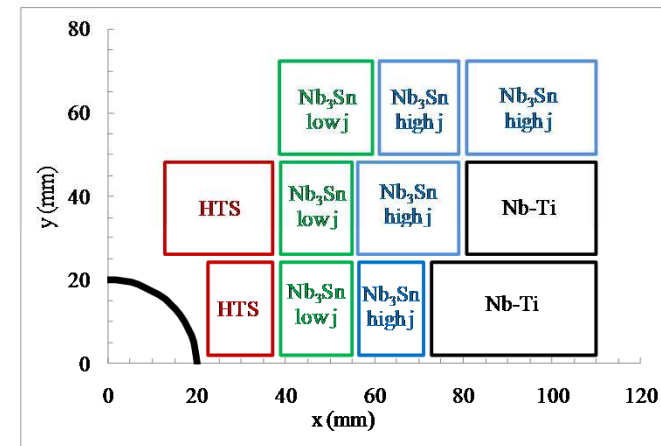 80
Nb₃Sn
low j
Nb₃Sn
high j
Nb₃Sn
high j
60
y (mm)
40
HTS
Nb₃Sn
low j
Nb₃Sn
high j
Nb-Ti
20
HTS
Nb₃Sn
low j
Nb₃Sn
high j
Nb-Ti
0
0 20 40 60 80 100 120
x (mm)